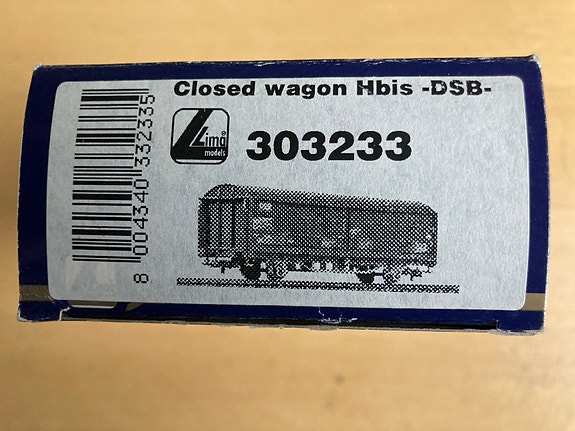 Closed wagon Hbis -DSB-
Lima®
models
303233
8 004340 332335